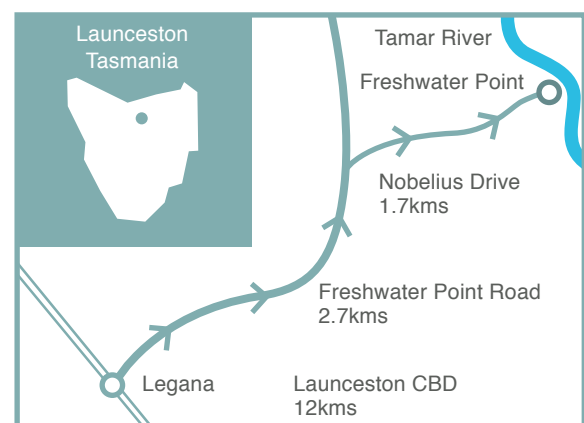 Launceston
Tasmania
Tamar River
Freshwater Point
Nobelius Drive
1.7kms
Freshwater Point Road
2.7kms
Legana
Launceston CBD
12kms